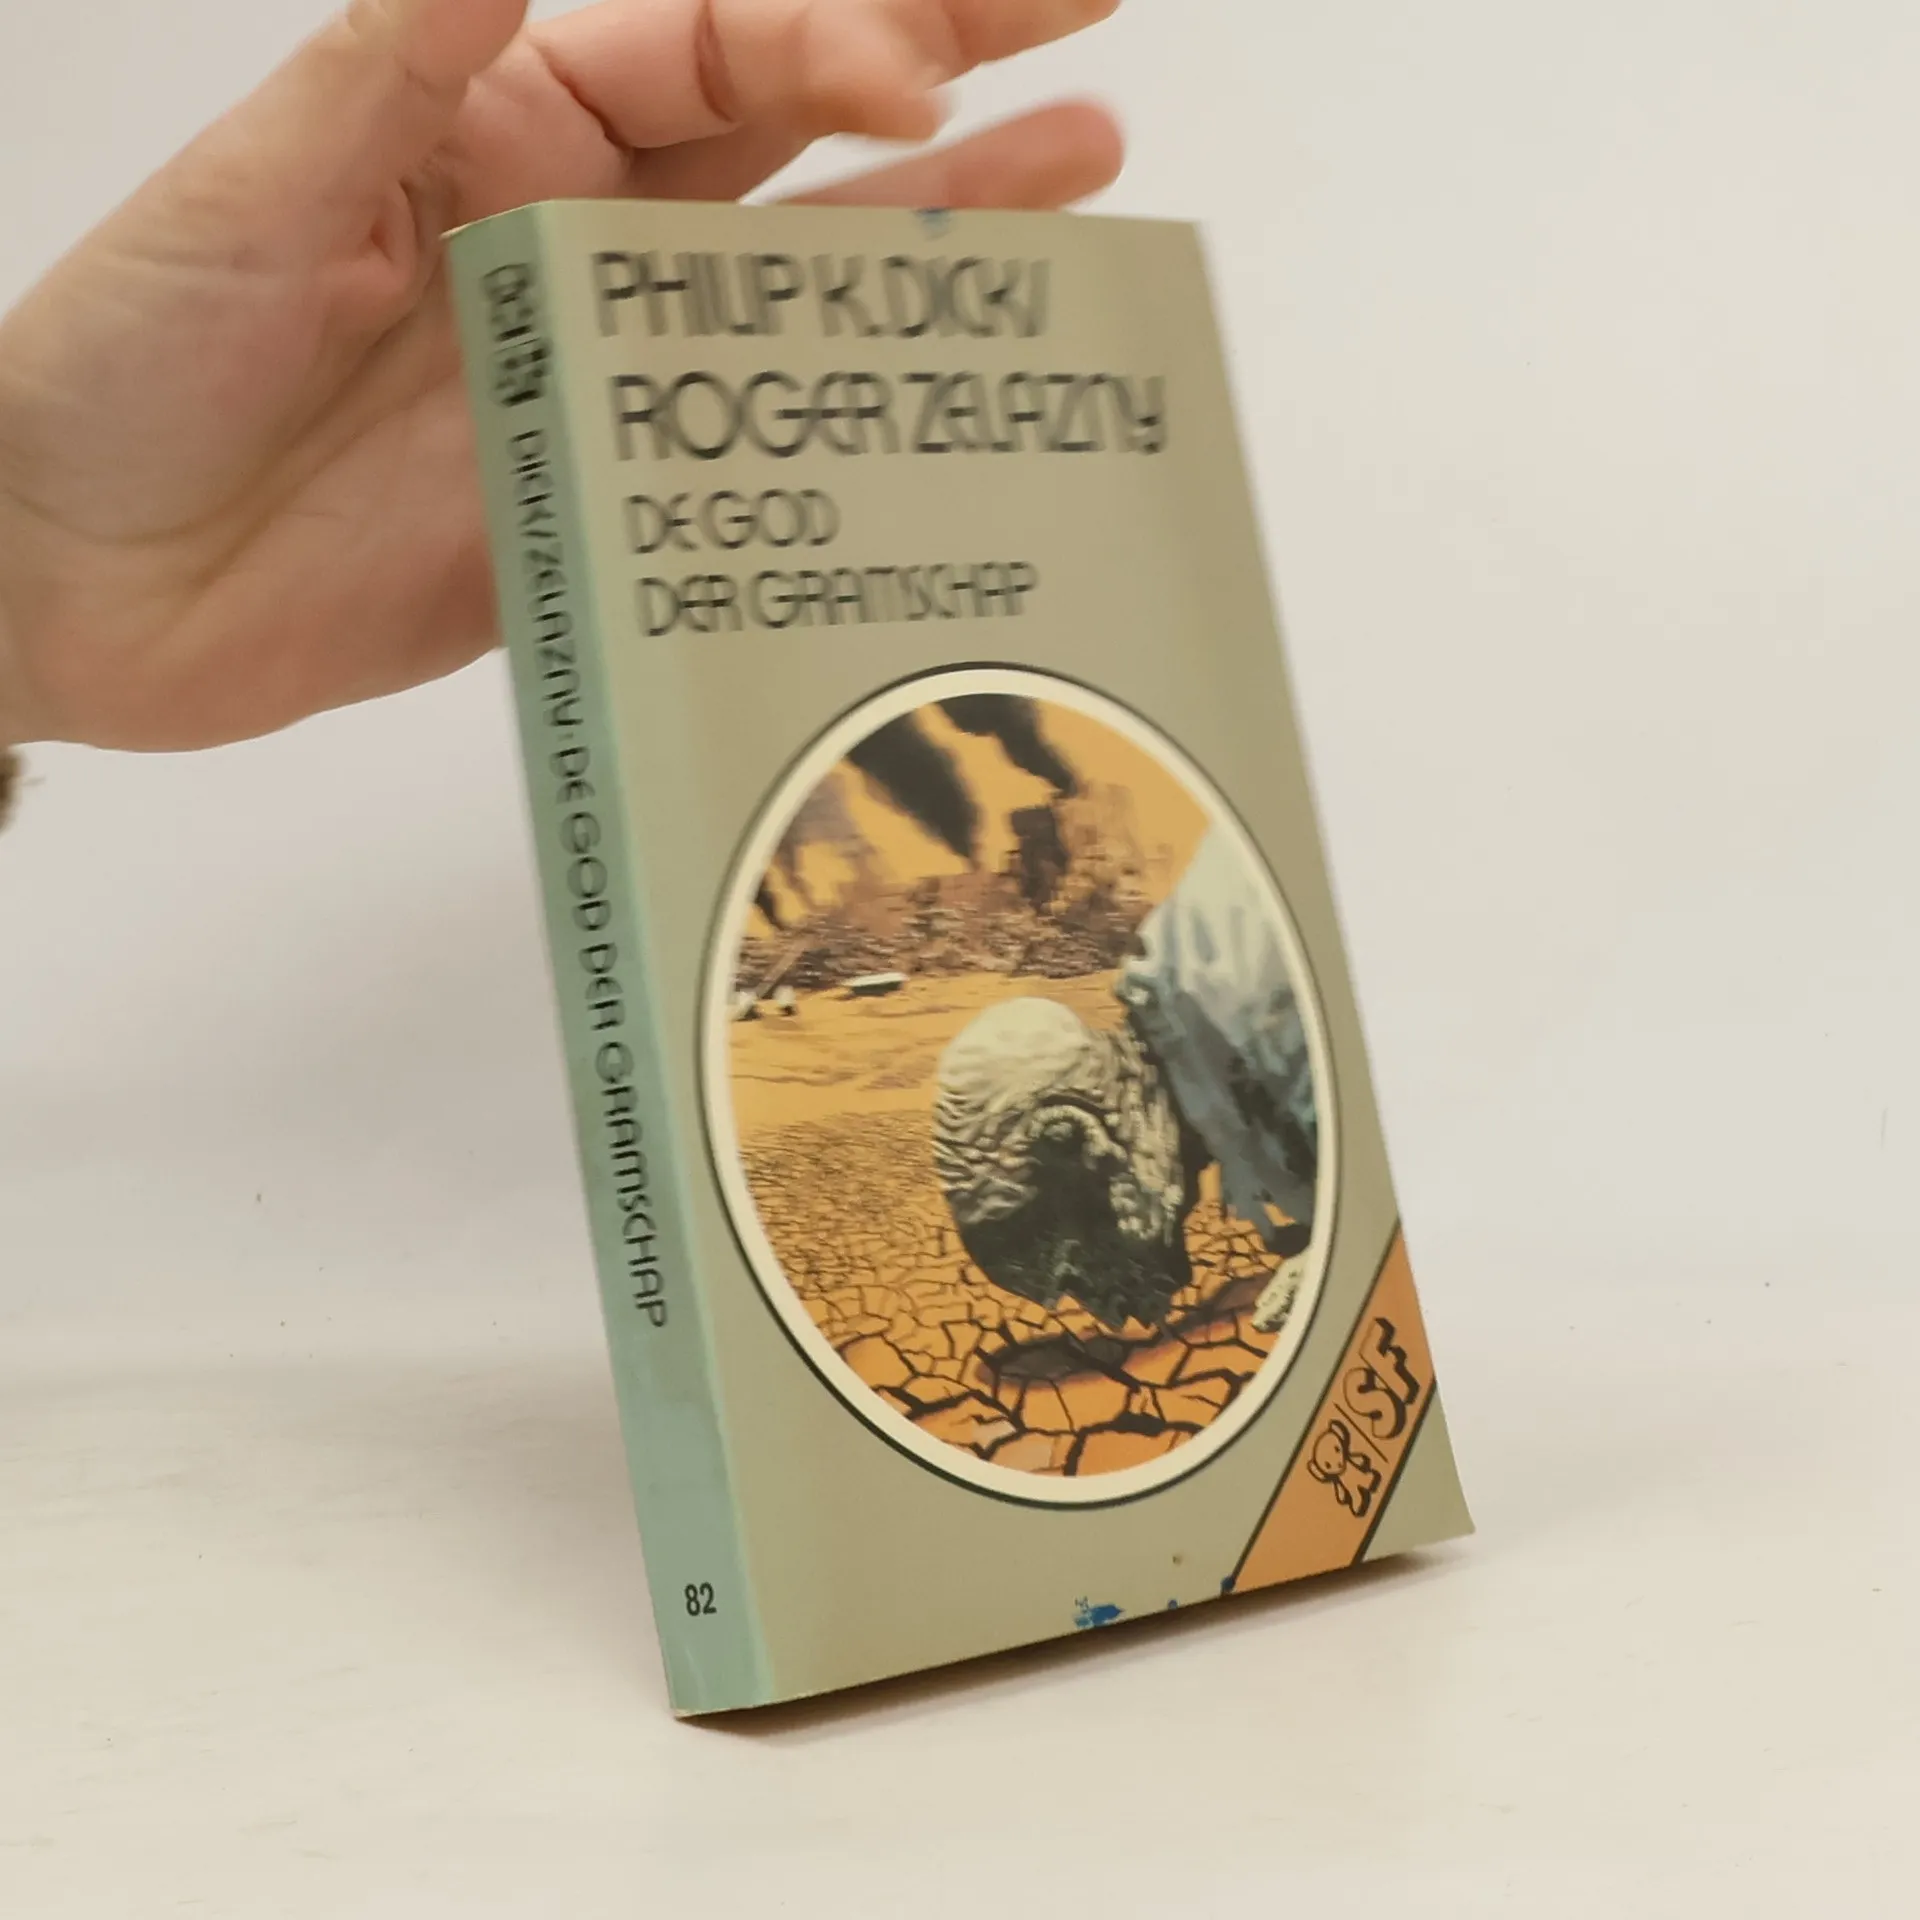 PHILIP K. DICK/
ROGER ZELAZNY
DE GOD
DER GRAMSCHAP
DICK/ZELAZNY: DE GOD DER GRAMSCHAP
82
SF